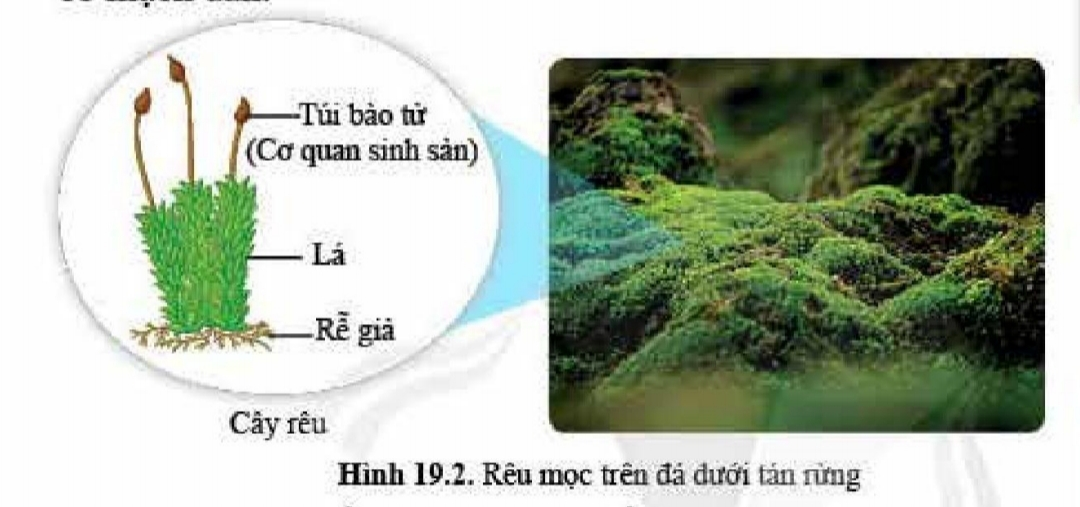 Túi bào tử
(Cơ quan sinh sản)
Lá
Rễ giả
Cây rêu
Hình 19.2. Rêu mọc trên đá dưới tán rừng